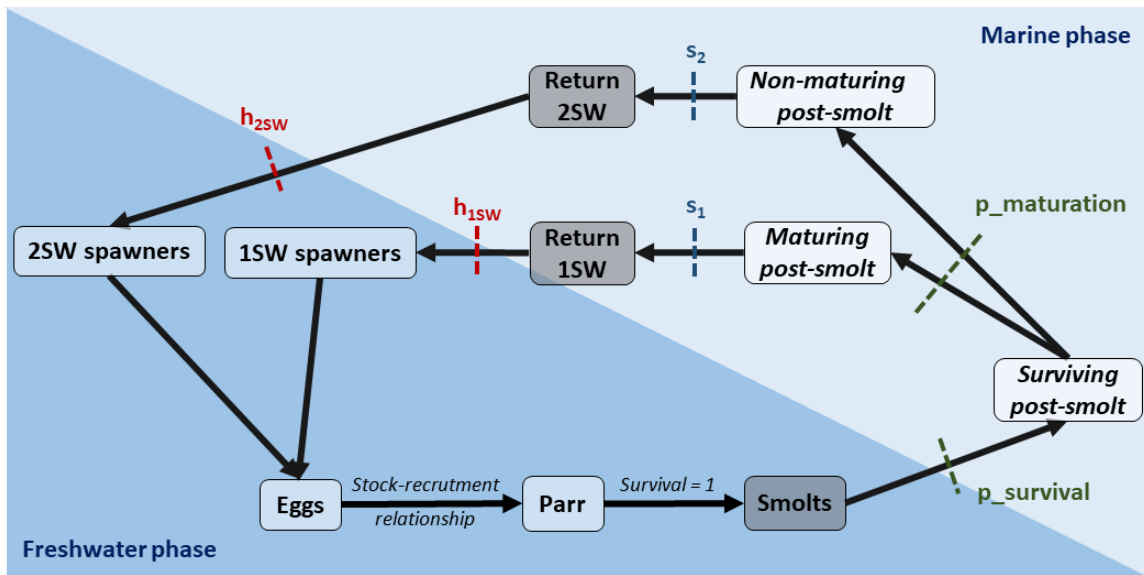 Marine phase
s2
Return
2SW
Non-maturing
post-smolt
h2SW
p_maturation
h1SW
s1
2SW spawners
1SW spawners
Return
1SW
Maturing
post-smolt
Surviving
post-smolt
Stock-recrutment
relationship
Survival = 1
Eggs
Parr
Smolts
p_survival
Freshwater phase